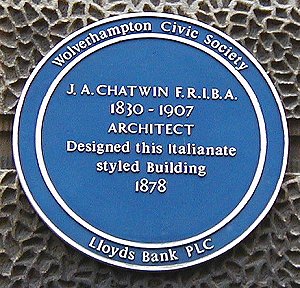 Wolverhampton Civic Society
J. A. CHATWIN F.R.I.B.A.
1830 - 1907
ARCHITECT
Designed this Italianate
styled Building
1878
Lloyds Bank PLC